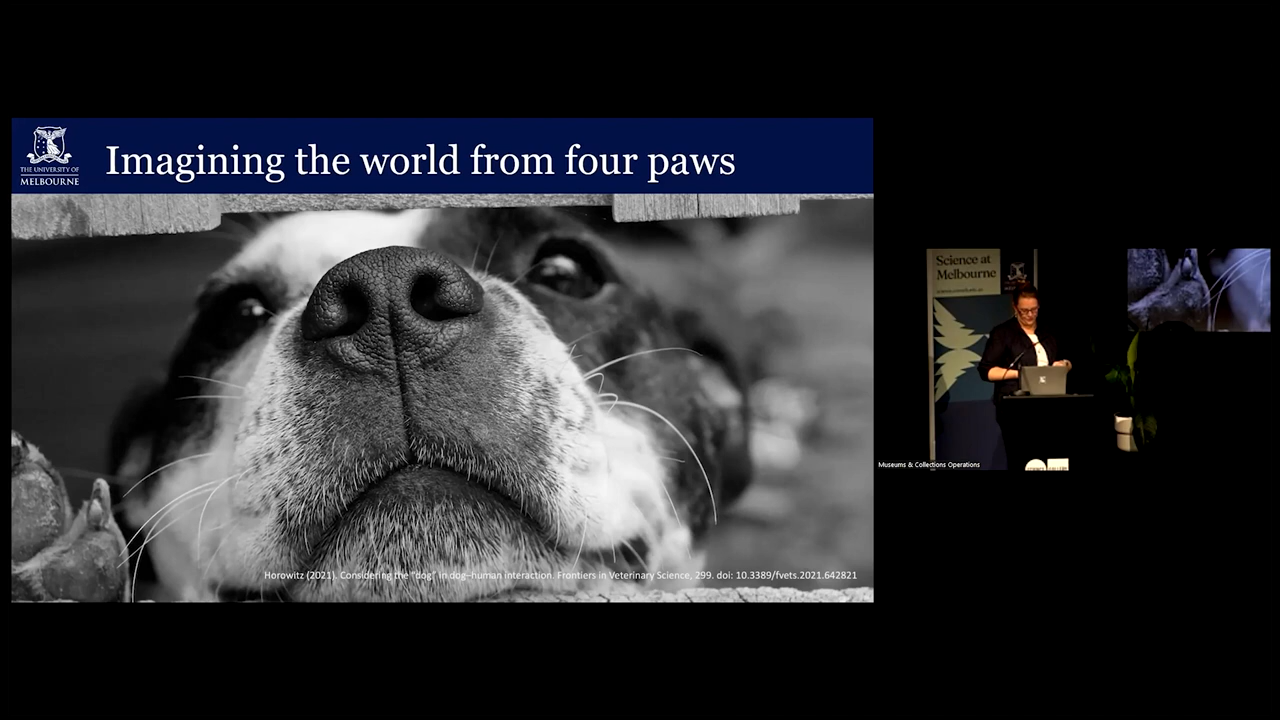 THE UNIVERSITY OF
MELBOURNE
Imagining the world from four paws
Horowitz (2021). Considering the "dog" in dog–human interaction. Frontiers in Veterinary Science, 299. doi: 10.3389/fvets.2021.642821
Science at
Melbourne
Museums & Collections Operations